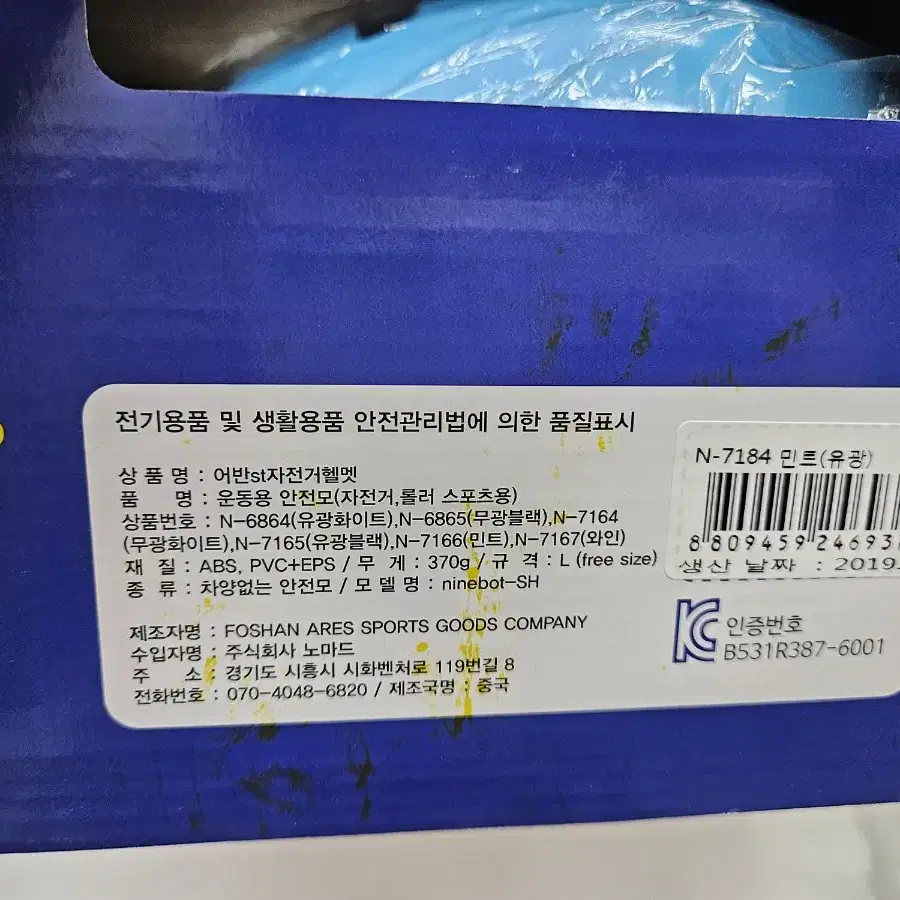 전기용품 및 생활용품 안전관리법에 의한 품질표시
상 품 명 : 어반st자전거헬멧
품 명 : 운동용 안전모(자전거,롤러 스포츠용)
상품번호 : N-6864(유광화이트),N-6865(무광블랙),N-7164
(무광화이트),N-7165(유광블랙),N-7166(민트),N-7167(와인)
재 질 : ABS, PVC+EPS / 무 게 : 370g / 규 격 : L (free size)
종 류 : 차양없는 안전모 / 모 델 명 : ninebot-SH
제조자명 : FOSHAN ARES SPORTS GOODS COMPANY
수입자명 : 주식회사 노마드
주 소 : 경기도 시흥시 시화벤처로 119번길 8
전화번호 : 070-4048-6820 / 제조국명 : 중국
N-7184 민트(유광)
8 809459 24693
생산 날짜 : 2019
KC 인증번호
B531R387-6001